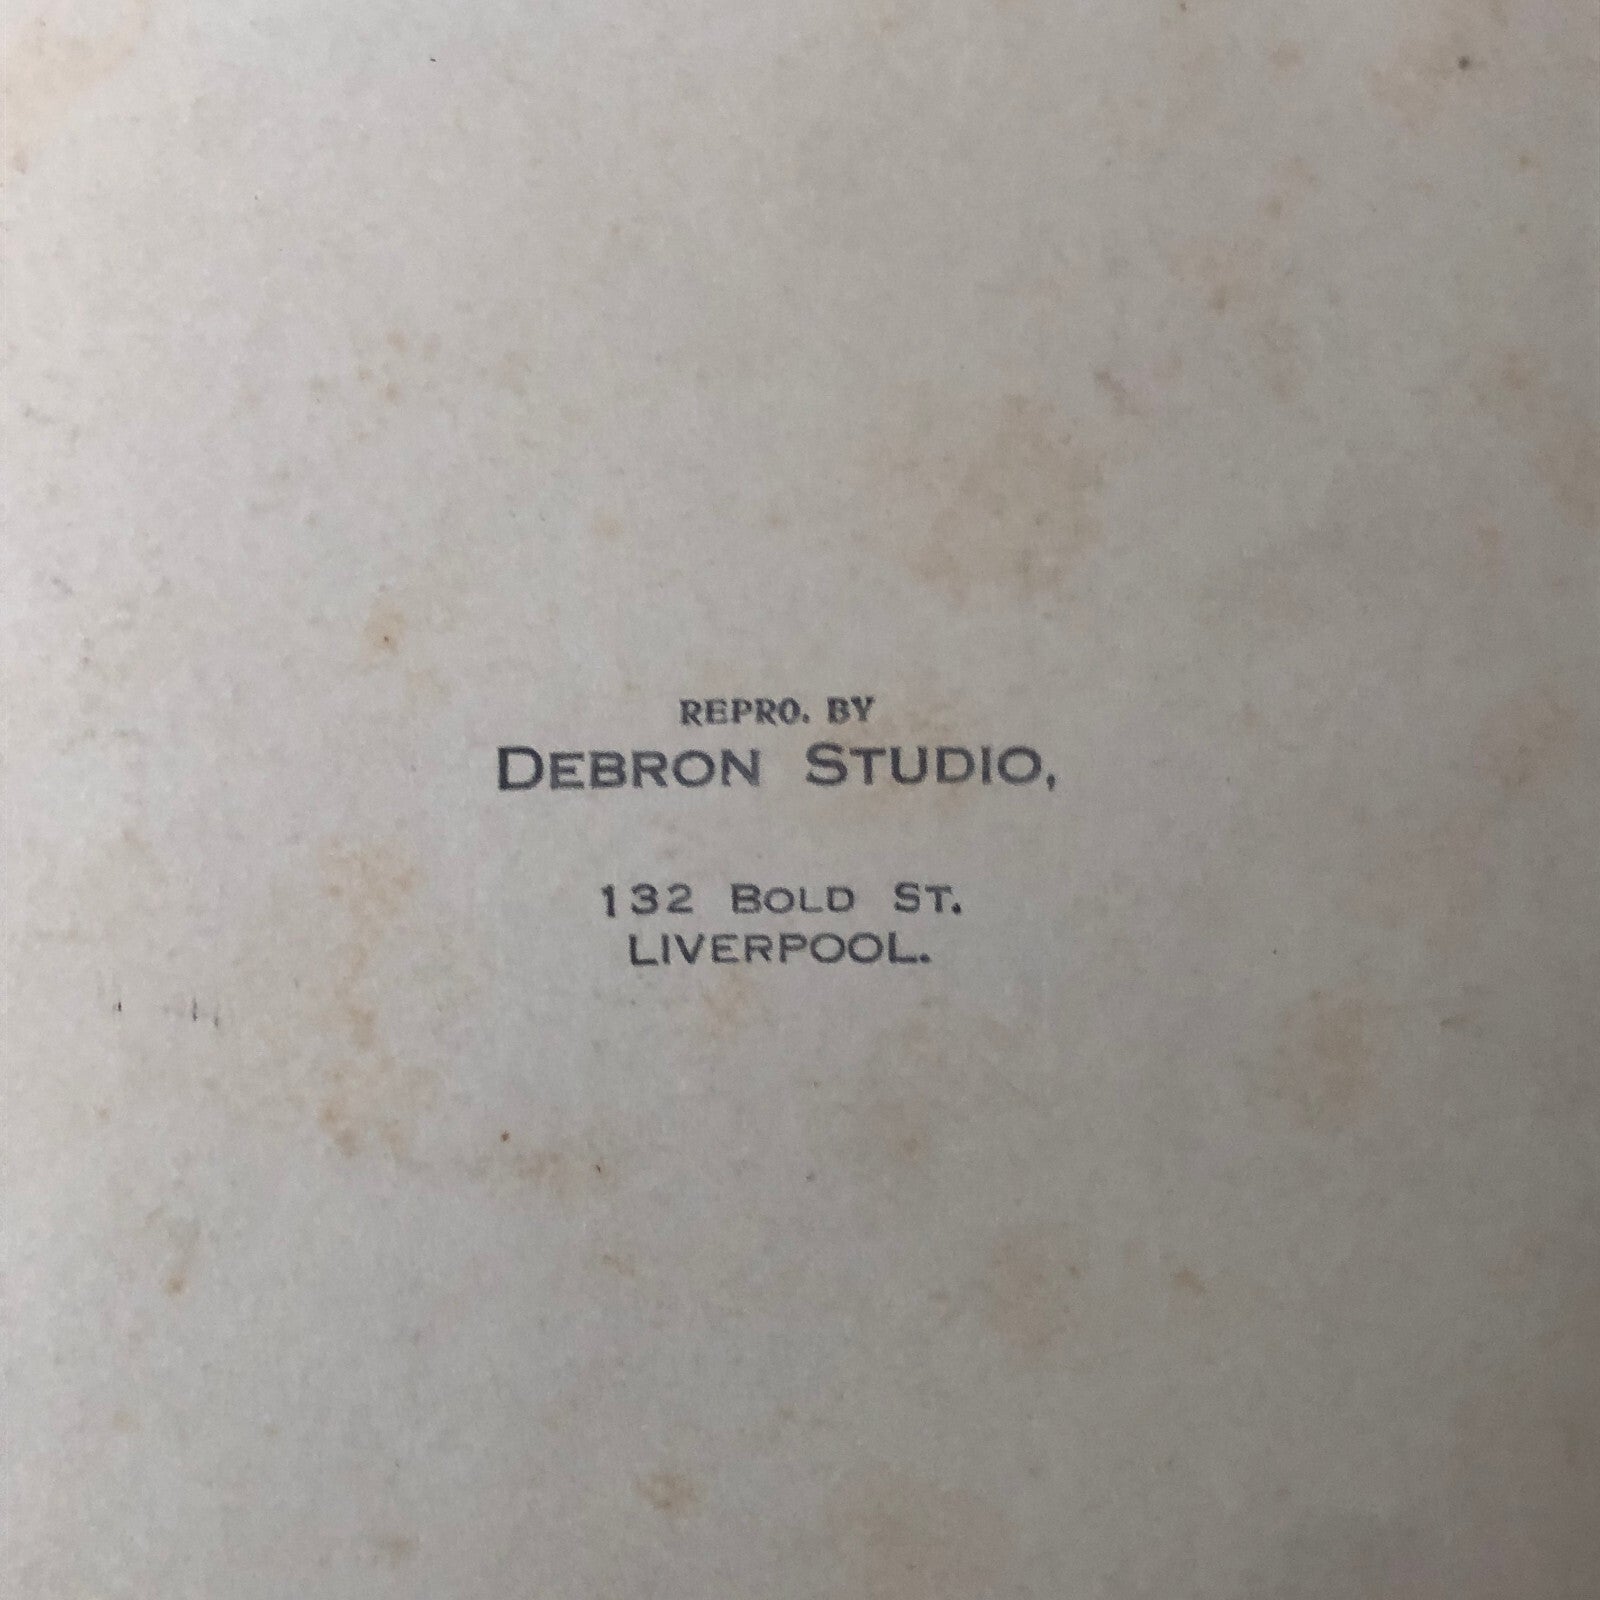 REPRO. BY
DEBRON STUDIO,
132 BOLD ST.
LIVERPOOL.